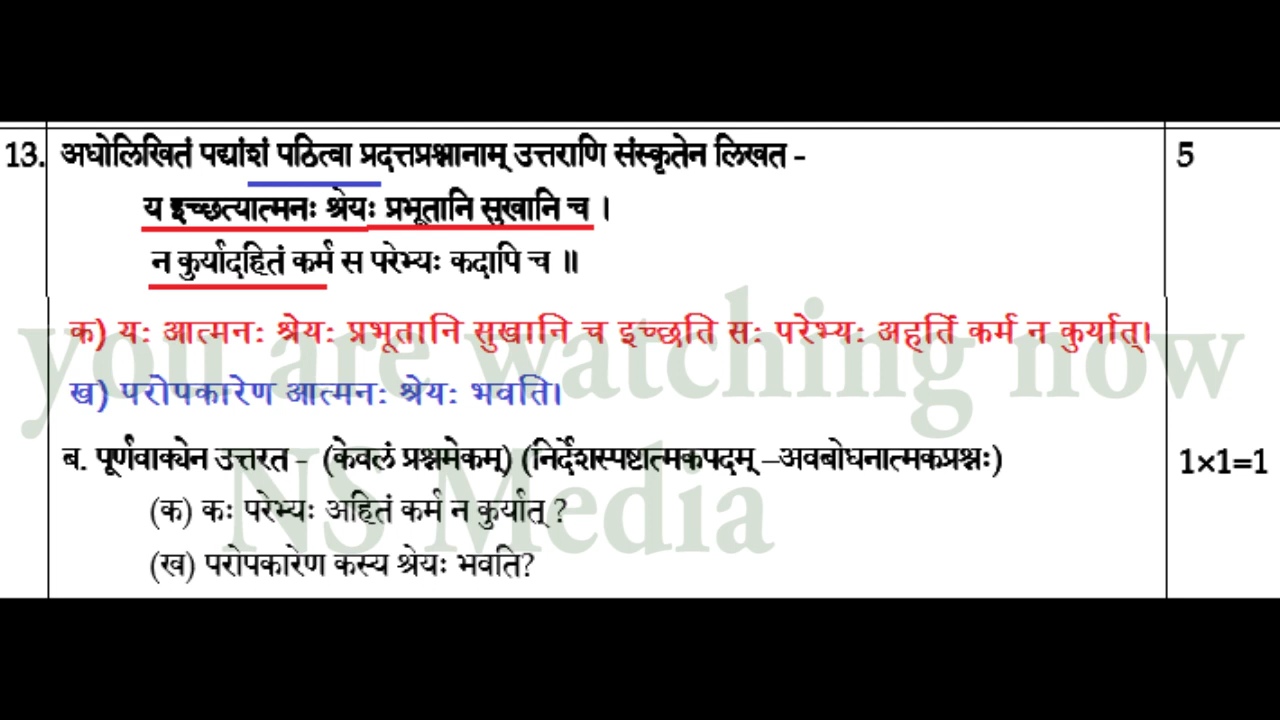 13. अधोलिखितं पद्यांशं पठित्वा प्रदत्तप्रश्नानाम् उत्तराणि संस्कृतेन लिखत - 5
य इच्छत्यात्मनः श्रेयः प्रभूतानि सुखानि च ।
न कुर्यादहितं कर्म स परेभ्यः कदापि च ॥
क) यः आत्मनः श्रेयः प्रभूतानि सुखानि च इच्छति सः परेभ्यः अहर्तिं कर्म न कुर्यात्।
you are watching now
ख) परोपकारेण आत्मनः श्रेयः भवति।
ब. पूर्णवाक्येन उत्तरत - (केवलं प्रश्नमेकम्) (निर्देशस्पष्टात्मकपदम् –अवबोधनात्मकप्रश्नः) 1×1=1
(क) कः परेभ्यः अहितं कर्म न कुर्यात् ?
NS Media
(ख) परोपकारेण कस्य श्रेयः भवति?